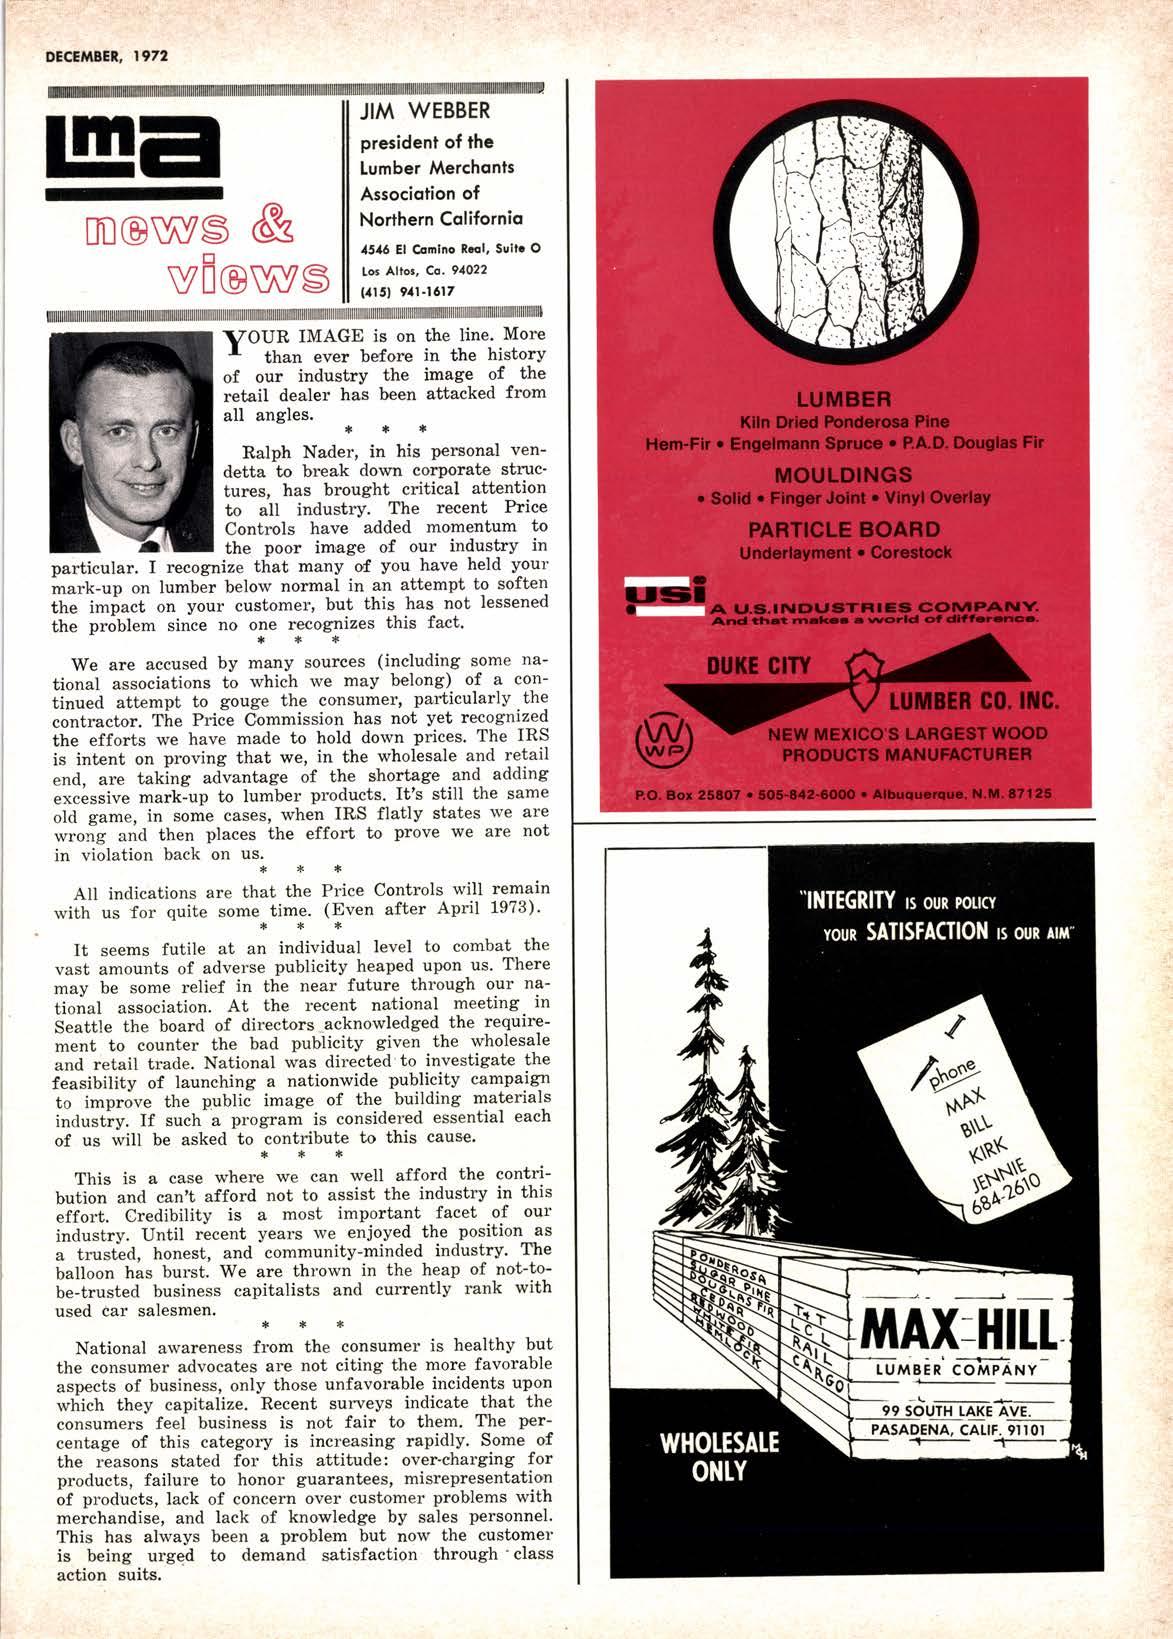 DECEMBER, 1972
lma
news &
views
JIM WEBBER
president of the
Lumber Merchants
Association of
Northern California
4546 El Camino Real, Suite O
Los Altos, Ca. 94022
(415) 941-1617
YOUR IMAGE is on the line. More
than ever before in the history
of our industry the image of the
retail dealer has been attacked from
all angles.
* * *
Ralph Nader, in his personal ven-
detta to break down corporate struc-
tures, has brought critical attention
to all industry. The recent Price
Controls have added momentum to
the poor image of our industry in
particular. I recognize that many of you have held your
mark-up on lumber below normal in an attempt to soften
the impact on your customer, but this has not lessened
the problem since no one recognizes this fact.
* * *
We are accused by many sources (including some na-
tional associations to which we may belong) of a con-
tinued attempt to gouge the consumer, particularly the
contractor. The Price Commission has not yet recognized
the efforts we have made to hold down prices. The IRS
is intent on proving that we, in the wholesale and retail
end, are taking advantage of the shortage and adding
excessive mark-up to lumber products. It's still the same
old game, in some cases, when IRS flatly states we are
wrong and then places the effort to prove we are not
in violation back on us.
* * *
All indications are that the Price Controls will remain
with us for quite some time. (Even after April 1973).
* * *
It seems futile at an individual level to combat the
vast amounts of adverse publicity heaped upon us. There
may be some relief in the near future through our na-
tional association. At the recent national meeting in
Seattle the board of directors acknowledged the require-
ment to counter the bad publicity given the wholesale
and retail trade. National was directed to investigate the
feasibility of launching a nationwide publicity campaign
to improve the public image of the building materials
industry. If such a program is considered essential each
of us will be asked to contribute to this cause.
* * *
This is a case where we can well afford the contri-
bution and can't afford not to assist the industry in this
effort. Credibility is a most important facet of our
industry. Until recent years we enjoyed the position as
a trusted, honest, and community-minded industry. The
balloon has burst. We are thrown in the heap of not-to-
be-trusted business capitalists and currently rank with
used car salesmen.
* * *
National awareness from the consumer is healthy but
the consumer advocates are not citing the more favorable
aspects of business, only those unfavorable incidents upon
which they capitalize. Recent surveys indicate that the
consumers feel business is not fair to them. The per-
centage of this category is increasing rapidly. Some of
the reasons stated for this attitude: over-charging for
products, failure to honor guarantees, misrepresentation
of products, lack of concern over customer problems with
merchandise, and lack of knowledge by sales personnel.
This has always been a problem but now the customer
is being urged to demand satisfaction through class
action suits.
LUMBER
Kiln Dried Ponderosa Pine
Hem-Fir • Engelmann Spruce • P.A.D. Douglas Fir
MOULDINGS
• Solid • Finger Joint • Vinyl Overlay
PARTICLE BOARD
Underlayment • Corestock
usi
A U.S. INDUSTRIES COMPANY.
And that makes a world of difference.
DUKE CITY
LUMBER CO. INC.
WWP
NEW MEXICO'S LARGEST WOOD
PRODUCTS MANUFACTURER
P.O. Box 25807 • 505-842-6000 • Albuquerque, N.M. 87125
"INTEGRITY IS OUR POLICY
YOUR SATISFACTION IS OUR AIM"
phone
MAX
BILL
KIRK
JENNIE
684-2610
PONDEROSA
SUGAR PINE
DOUGLAS FIR
CEDAR
REDWOOD
WHITE FIR
HEMLOCK
T&T
LCL
RAIL
CARGO
MAX HILL
LUMBER COMPANY
99 SOUTH LAKE AVE.
PASADENA, CALIF. 91101
MGH
WHOLESALE
ONLY